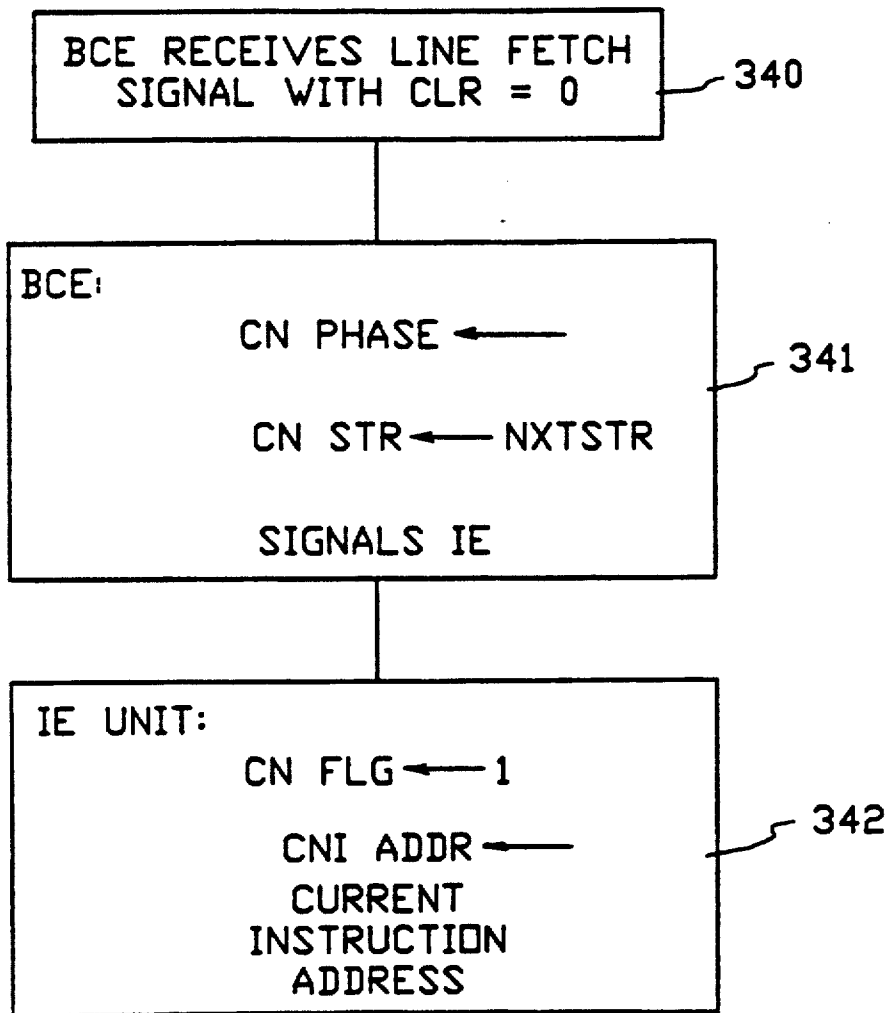 BCE RECEIVES LINE FETCH
SIGNAL WITH CLR = 0
340
BCE:
CN PHASE
341
CN STR NXTSTR
SIGNALS IE
IE UNIT:
CN FLG 1
342
CNI ADDR
CURRENT
INSTRUCTION
ADDRESS